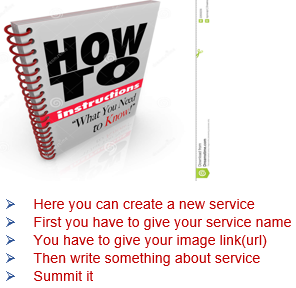 HOW
TO
instructions
"What You Need
to Know!"
Here you can create a new service
First you have to give your service name
You have to give your image link(url)
Then write something about service
Summit it